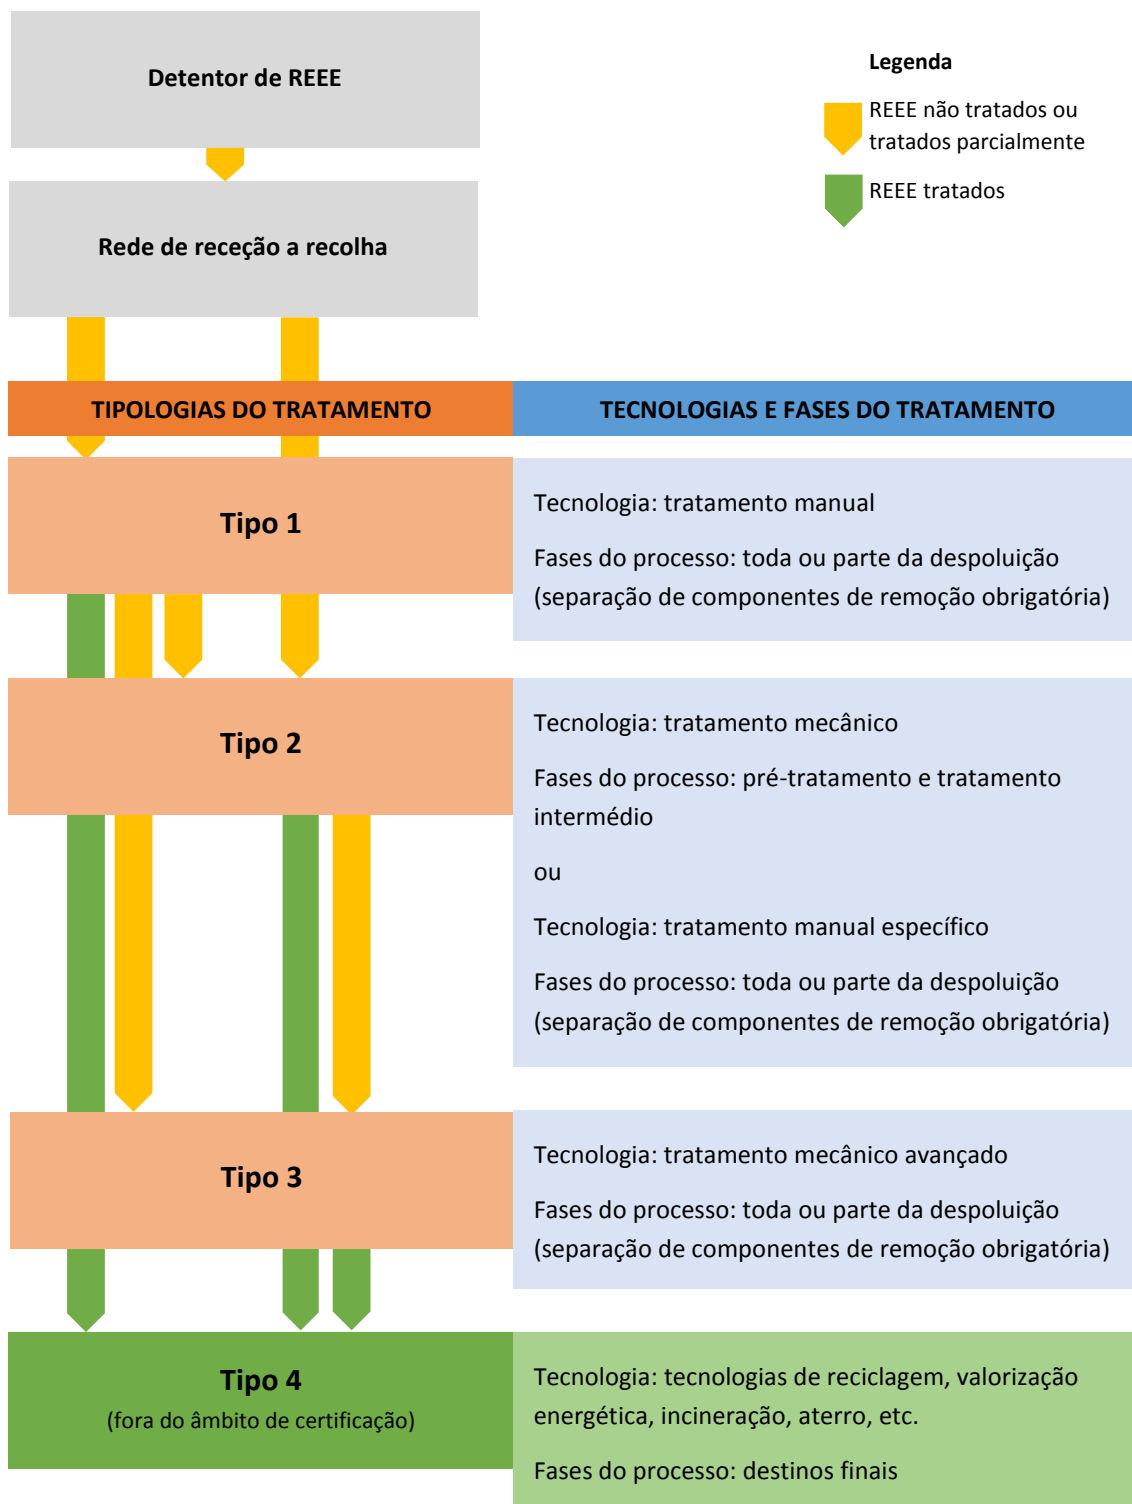 Detentor de REEE
Legenda
REEE não tratados ou
tratados parcialmente
REEE tratados
Rede de receção a recolha
TIPOLOGIAS DO TRATAMENTO
TECNOLOGIAS E FASES DO TRATAMENTO
Tipo 1
Tecnologia: tratamento manual
Fases do processo: toda ou parte da despoluição
(separação de componentes de remoção obrigatória)
Tipo 2
Tecnologia: tratamento mecânico
Fases do processo: pré-tratamento e tratamento
intermédio
ou
Tecnologia: tratamento manual específico
Fases do processo: toda ou parte da despoluição
(separação de componentes de remoção obrigatória)
Tipo 3
Tecnologia: tratamento mecânico avançado
Fases do processo: toda ou parte da despoluição
(separação de componentes de remoção obrigatória)
Tipo 4
(fora do âmbito de certificação)
Tecnologia: tecnologias de reciclagem, valorização
energética, incineração, aterro, etc.
Fases do processo: destinos finais